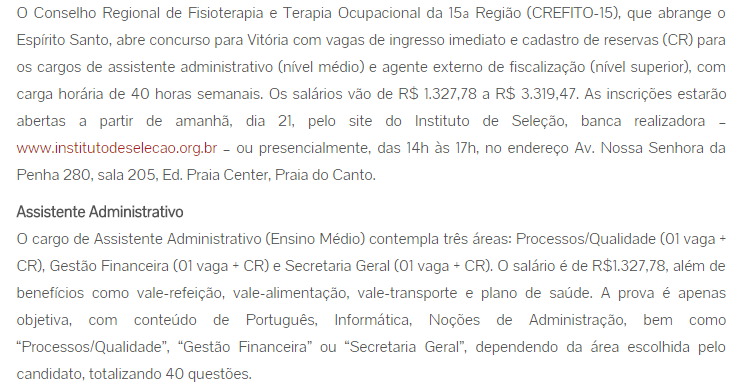 O Conselho Regional de Fisioterapia e Terapia Ocupacional da 15ª Região (CREFITO-15), que abrange o
Espírito Santo, abre concurso para Vitória com vagas de ingresso imediato e cadastro de reservas (CR) para
os cargos de assistente administrativo (nível médio) e agente externo de fiscalização (nível superior), com
carga horária de 40 horas semanais. Os salários vão de R$ 1.327,78 a R$ 3.319,47. As inscrições estarão
abertas a partir de amanhã, dia 21, pelo site do Instituto de Seleção, banca realizadora –
www.institutodeselecao.org.br – ou presencialmente, das 14h às 17h, no endereço Av. Nossa Senhora da
Penha 280, sala 205, Ed. Praia Center, Praia do Canto.
Assistente Administrativo
O cargo de Assistente Administrativo (Ensino Médio) contempla três áreas: Processos/Qualidade (01 vaga +
CR), Gestão Financeira (01 vaga + CR) e Secretaria Geral (01 vaga + CR). O salário é de R$1.327,78, além de
benefícios como vale-refeição, vale-alimentação, vale-transporte e plano de saúde. A prova é apenas
objetiva, com conteúdo de Português, Informática, Noções de Administração, bem como
“Processos/Qualidade”, “Gestão Financeira” ou “Secretaria Geral”, dependendo da área escolhida pelo
candidato, totalizando 40 questões.